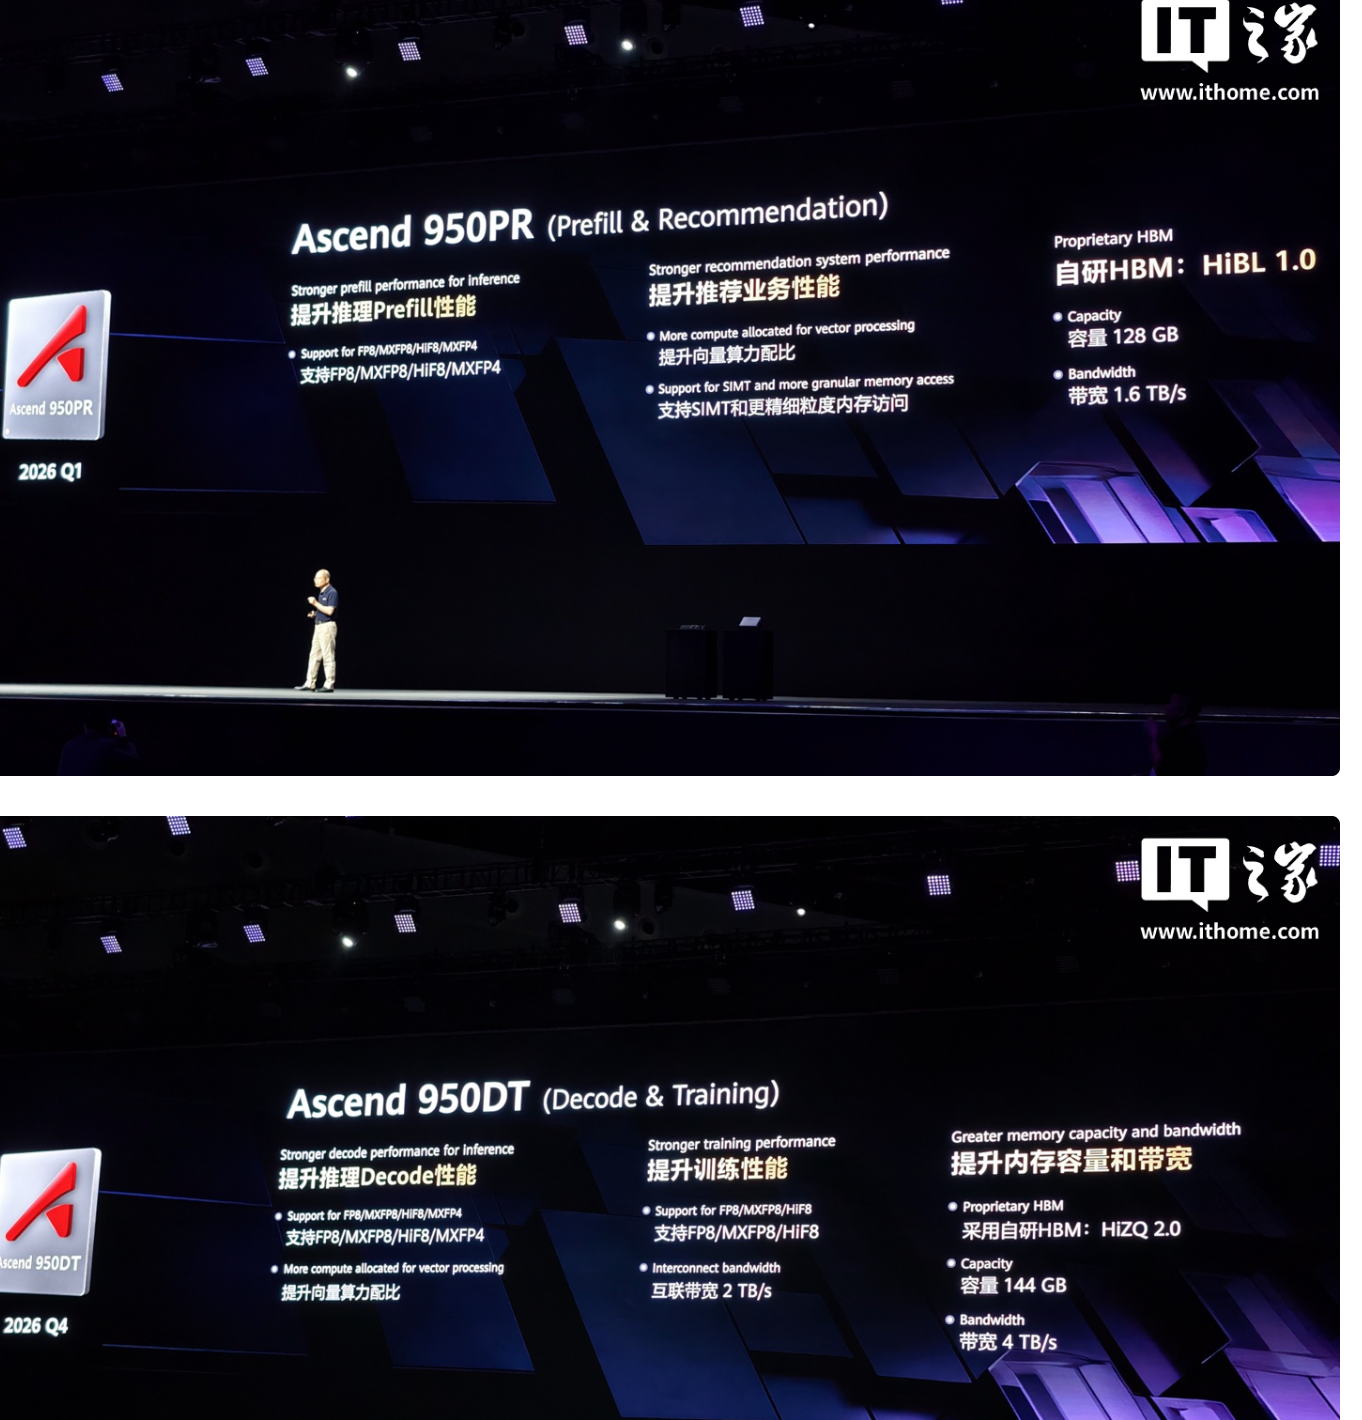 IT之家
www.ithome.com
Ascend 950PR (Prefill & Recommendation)
Stronger prefill performance for inference
提升推理Prefill性能
Support for FP8/MXFP8/HiF8/MXFP4
支持FP8/MXFP8/HiF8/MXFP4
Stronger recommendation system performance
提升推荐业务性能
More compute allocated for vector processing
提升向量算力配比
Support for SIMT and more granular memory access
支持SIMT和更精细粒度内存访问
Proprietary HBM
自研HBM：HiBL 1.0
Capacity
容量 128 GB
Bandwidth
带宽 1.6 TB/s
Ascend 950PR
2026 Q1
IT之家
www.ithome.com
Ascend 950DT (Decode & Training)
Stronger decode performance for inference
提升推理Decode性能
Support for FP8/MXFP8/HiF8/MXFP4
支持FP8/MXFP8/HiF8/MXFP4
More compute allocated for vector processing
提升向量算力配比
Stronger training performance
提升训练性能
Support for FP8/MXFP8/HiF8
支持FP8/MXFP8/HiF8
Interconnect bandwidth
互联带宽 2 TB/s
Greater memory capacity and bandwidth
提升内存容量和带宽
Proprietary HBM
采用自研HBM：HiZQ 2.0
Capacity
容量 144 GB
Bandwidth
带宽 4 TB/s
Ascend 950DT
2026 Q4